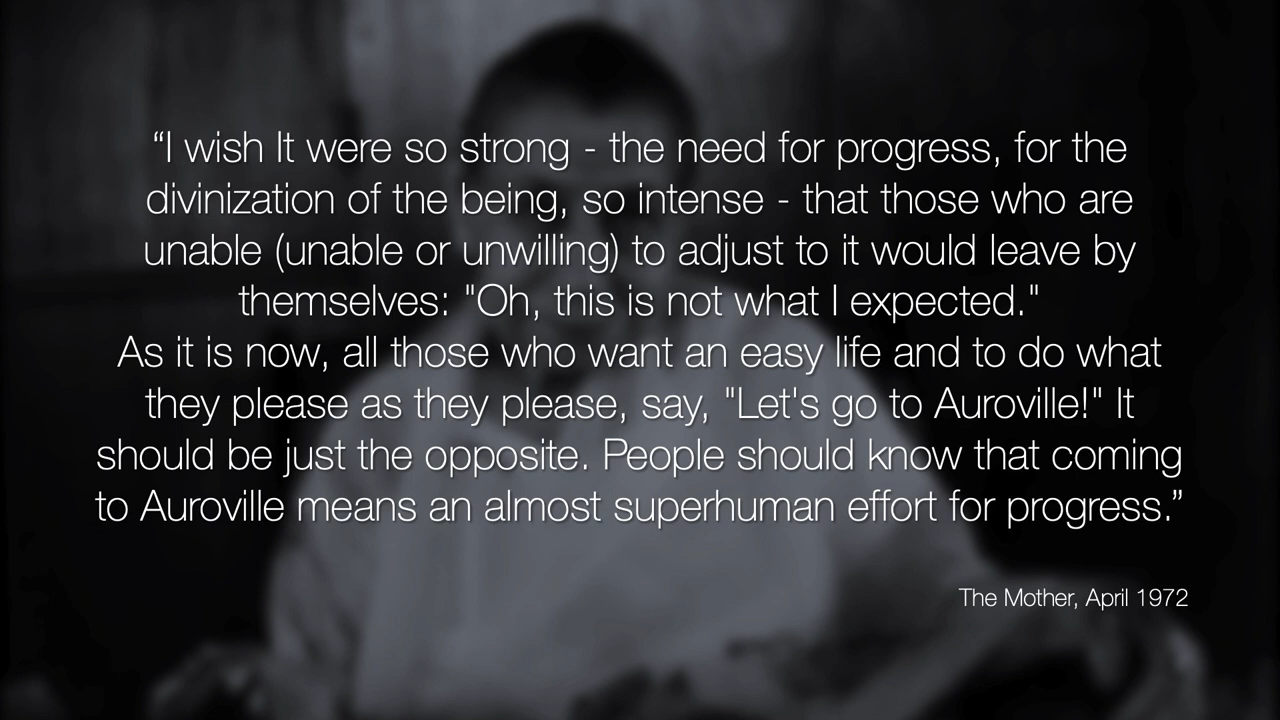 “I wish It were so strong - the need for progress, for the
divinization of the being, so intense - that those who are
unable (unable or unwilling) to adjust to it would leave by
themselves: "Oh, this is not what I expected."
As it is now, all those who want an easy life and to do what
they please as they please, say, "Let's go to Auroville!" It
should be just the opposite. People should know that coming
to Auroville means an almost superhuman effort for progress.”
The Mother, April 1972